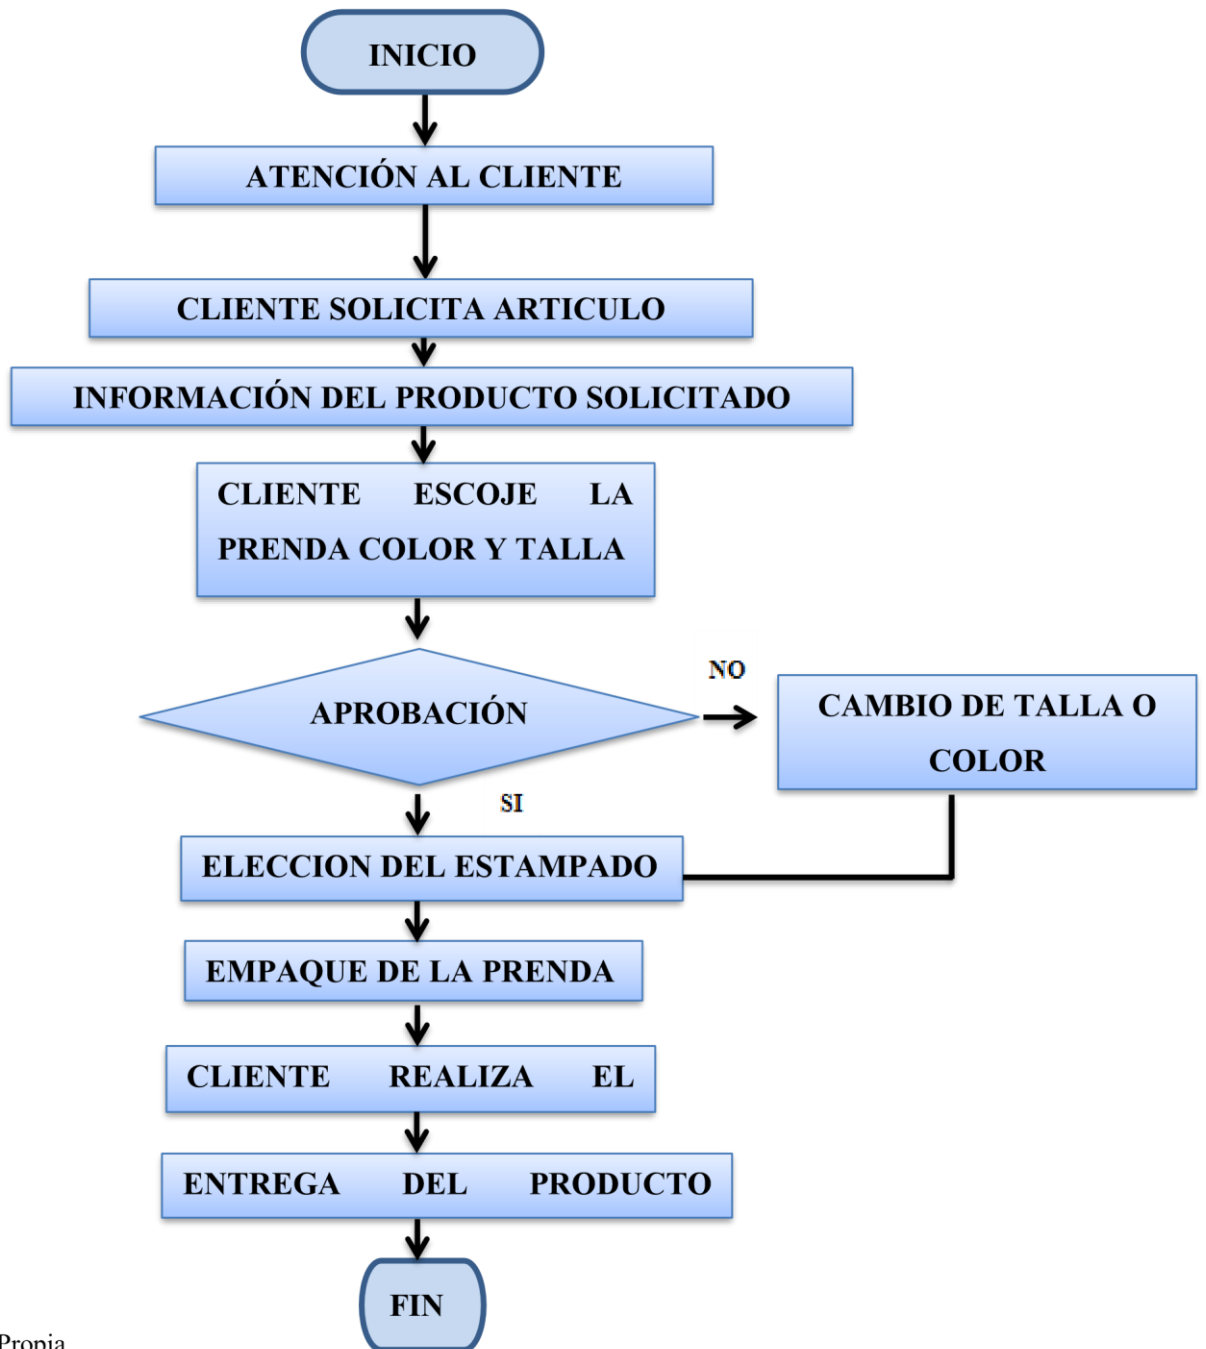 INICIO
ATENCIÓN AL CLIENTE
CLIENTE SOLICITA ARTICULO
INFORMACIÓN DEL PRODUCTO SOLICITADO
CLIENTE ESCOJE LA
PRENDA COLOR Y TALLA
APROBACIÓN
NO
CAMBIO DE TALLA O
COLOR
SI
ELECCION DEL ESTAMPADO
EMPAQUE DE LA PRENDA
CLIENTE REALIZA EL
ENTREGA DEL PRODUCTO
FIN
Propia